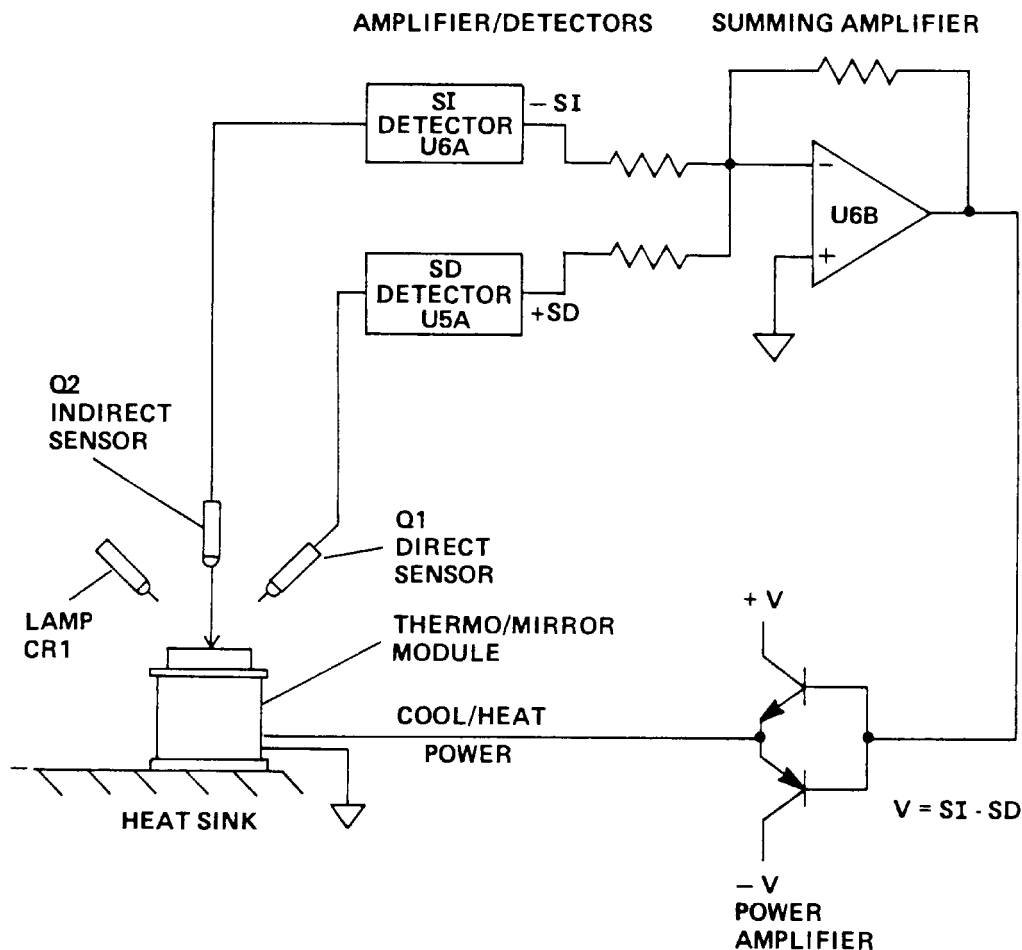 AMPLIFIER/DETECTORS
SUMMING AMPLIFIER
SI
DETECTOR
U6A
– SI
–
U6B
+
SD
DETECTOR
U5A
+SD
Q2
INDIRECT
SENSOR
Q1
DIRECT
SENSOR
LAMP
CR1
THERMO/MIRROR
MODULE
+ V
COOL/HEAT
POWER
HEAT SINK
V = SI - SD
– V
POWER
AMPLIFIER